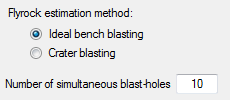 Flyrock estimation method:
Ideal bench blasting
Crater blasting
Number of simultaneous blast-holes 10